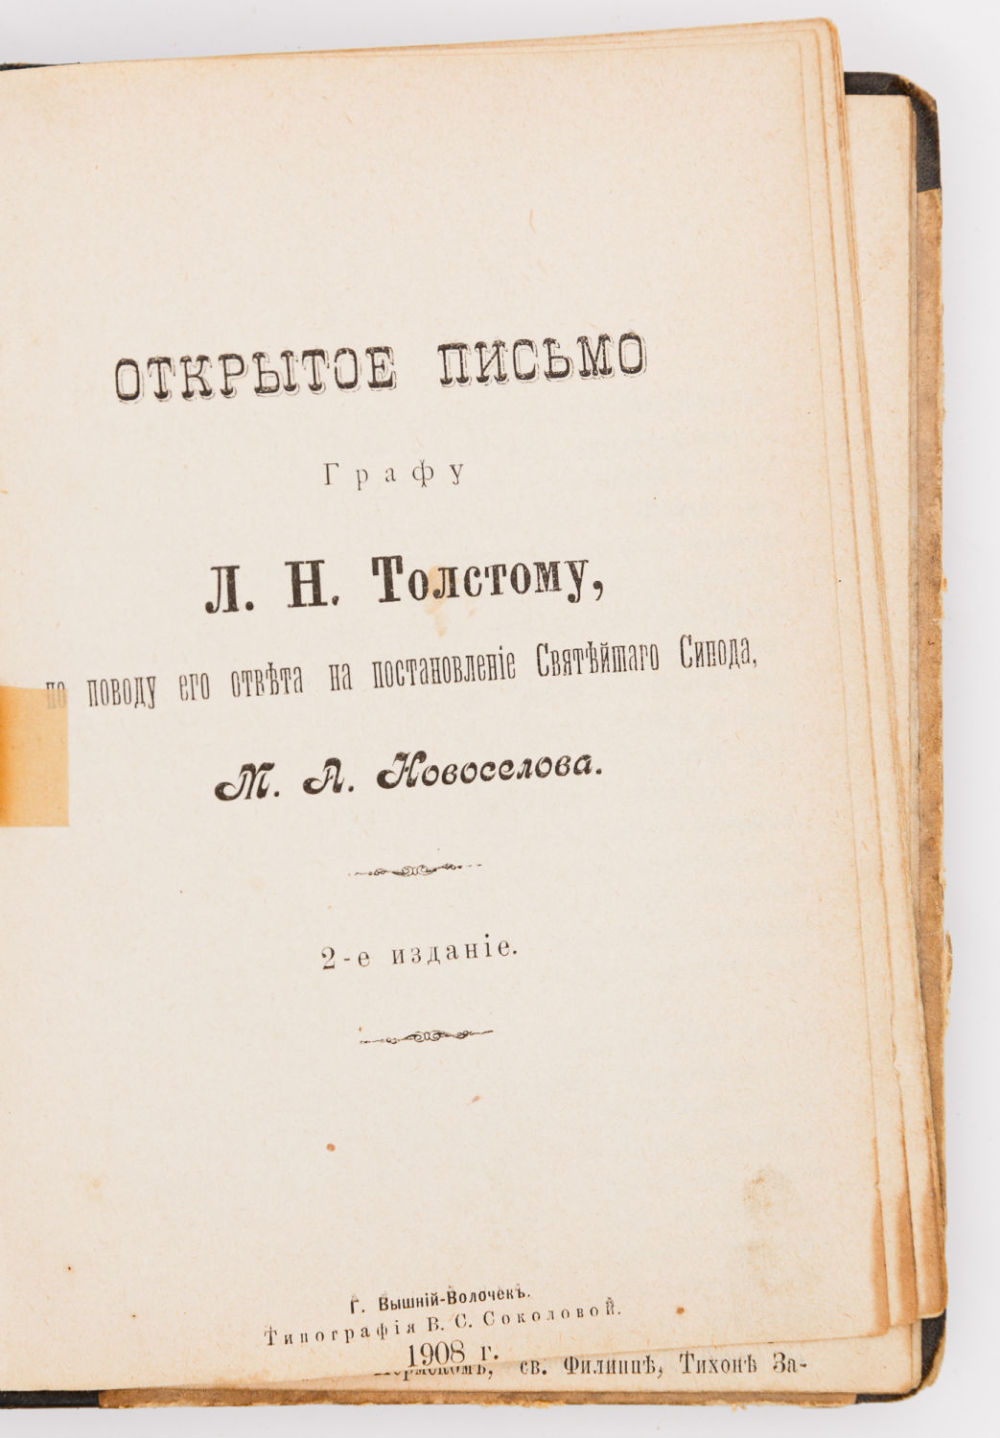 ОТКРЫТОЕ ПИСЬМО
Графу
Л. Н. Толстому,
по поводу его отвѣта на постановленіе Святѣйшаго Синода,
М. А. Новоселова.
2-е изданіе.
Г. Вышній-Волочекъ.
Типографія В. С. Соколовой.
1908 г.
св. Филиппѣ, Тихонѣ За-